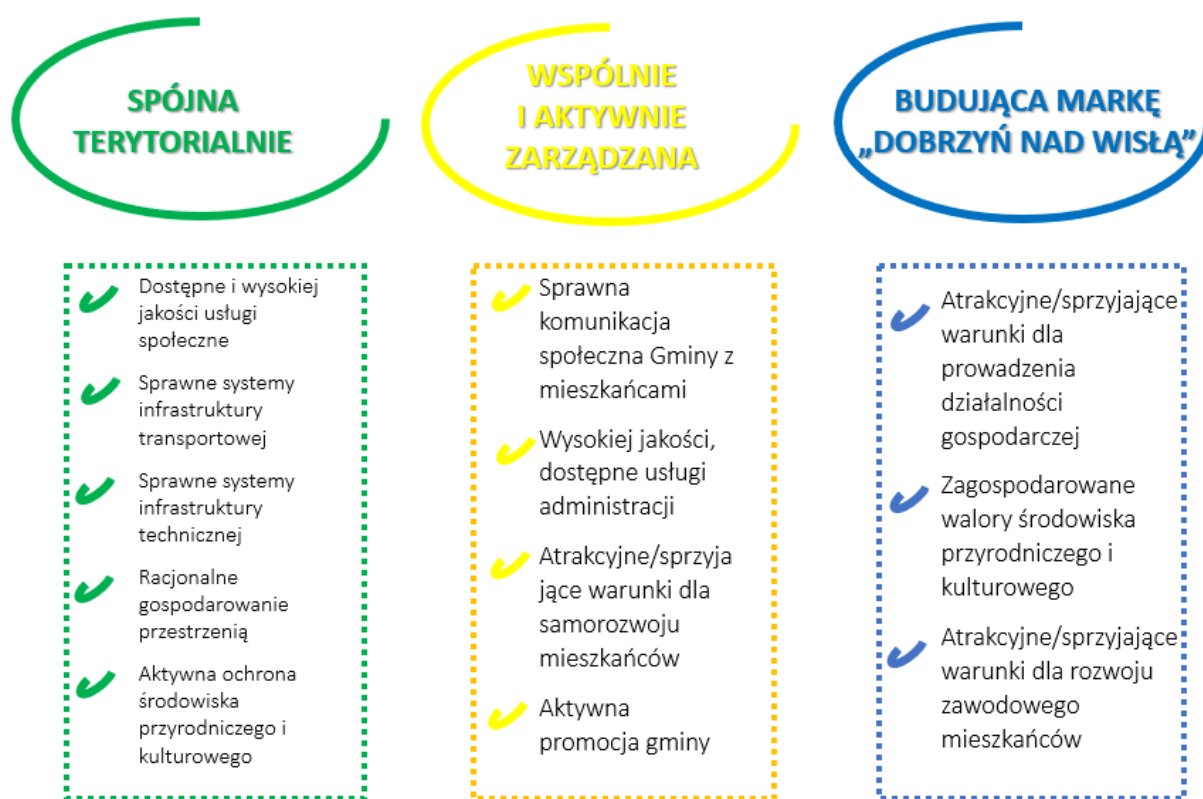 SPÓJNA
TERYTORIALNIE
WSPÓLNIE
I AKTYWNIE
ZARZĄDZANA
BUDUJĄCA MARKĘ
„DOBRZYŃ NAD WISŁĄ”
Dostępne i wysokiej
jakości usługi
społeczne
Sprawne systemy
infrastruktury
transportowej
Sprawne systemy
infrastruktury
technicznej
Racjonalne
gospodarowanie
przestrzenią
Aktywna ochrona
środowiska
przyrodniczego i
kulturowego
Sprawna
komunikacja
społeczna Gminy z
mieszkańcami
Wysokiej jakości,
dostępne usługi
administracji
Atrakcyjne/sprzyja
jące warunki dla
samorozwoju
mieszkańców
Aktywna
promocja gminy
Atrakcyjne/sprzyjające
warunki dla
prowadzenia
działalności
gospodarczej
Zagospodarowane
walory środowiska
przyrodniczego i
kulturowego
Atrakcyjne/sprzyjające
warunki dla rozwoju
zawodowego
mieszkańców